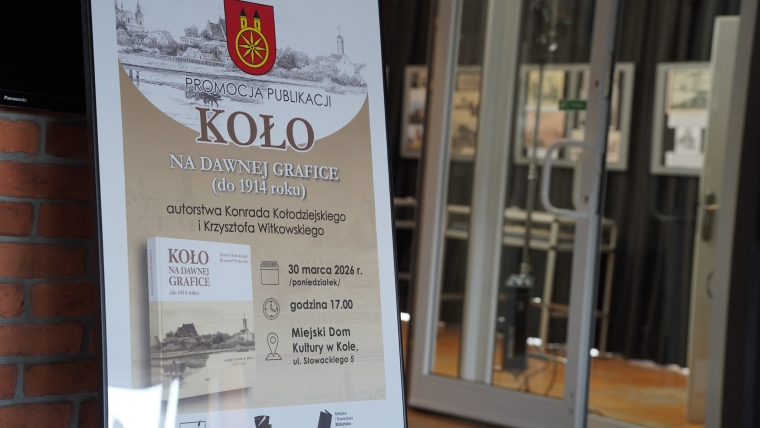 Panasonic
PROMOCJA PUBLIKACJI
KOŁO
NA DAWNEJ GRAFICE
(do 1914 roku)
autorstwa Konrada Kołodziejskiego
i Krzysztofa Witkowskiego
KOŁO
NA DAWNEJ
GRAFICE
(do 1914 roku)
30 marca 2026 r.
/poniedziałek/
godzina 17.00
Miejski Dom
Kultury w Kole,
ul. Słowackiego 5